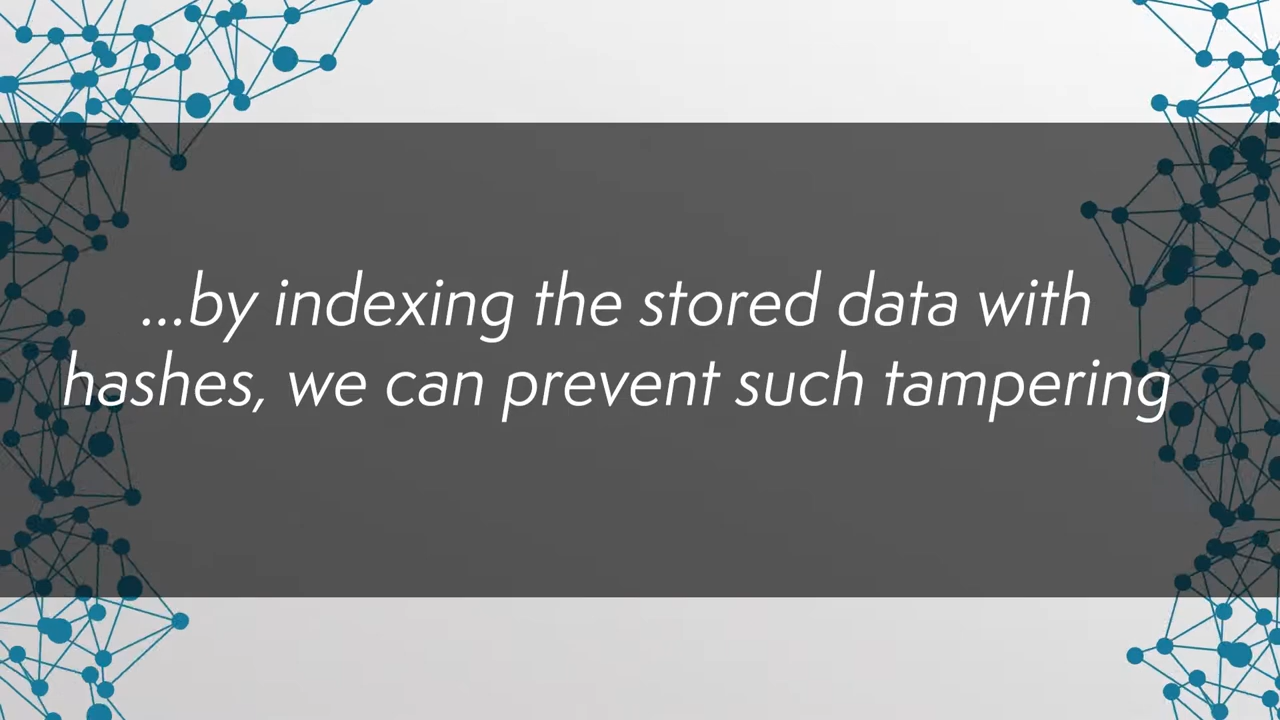 ...by indexing the stored data with
hashes, we can prevent such tampering